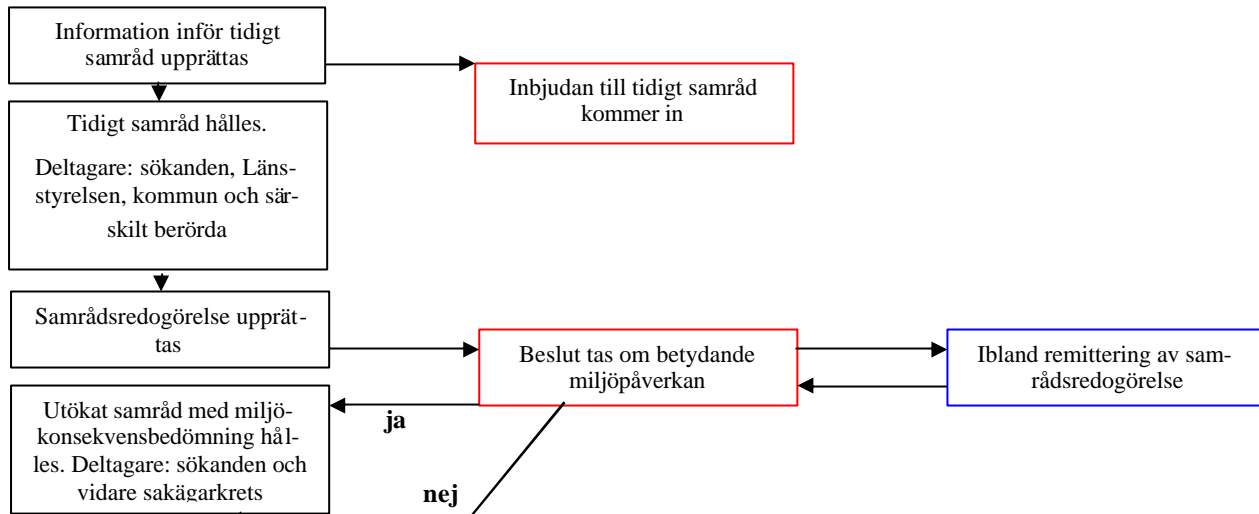 Information inför tidigt
samråd upprättas
Inbjudan till tidigt samråd
kommer in
Tidigt samråd hålles.
Deltagare: sökanden, Läns-
styrelsen, kommun och sär-
skilt berörda
Samrådsredogörelse upprät-
tas
Beslut tas om betydande
miljöpåverkan
Ibland remittering av sam-
rådsredogörelse
ja
Utökat samråd med miljö-
konsekvensbedömning hål-
les. Deltagare: sökanden och
vidare sakägarkrets
nej